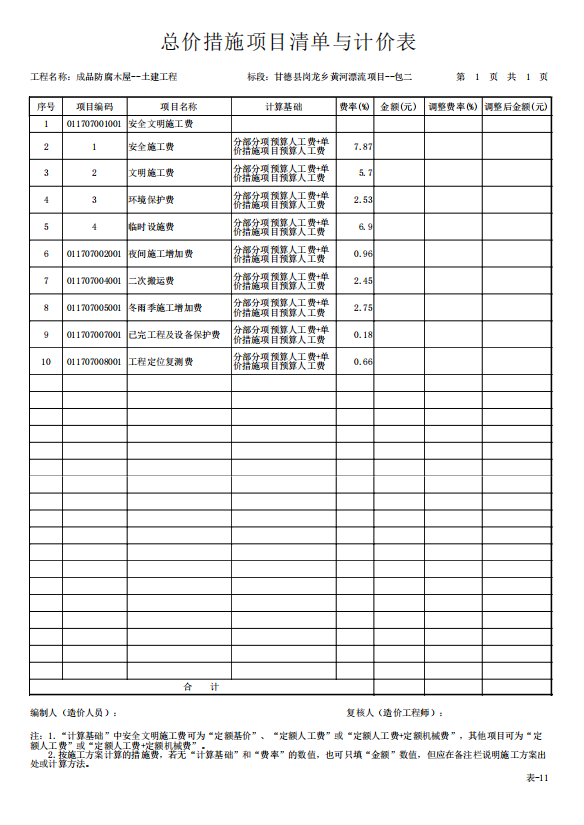 总价措施项目清单与计价表
工程名称：成品防腐木屋--土建工程 标段：甘德县岗龙乡黄河漂流项目--包二 第 1 页 共 1 页
序号 项目编码 项目名称 计算基础 费率(%) 金额(元) 调整费率(%) 调整后金额(元)
1 011707001001 安全文明施工费
2 1 安全施工费 分部分项预算人工费+单价措施项目预算人工费 7.87
3 2 文明施工费 分部分项预算人工费+单价措施项目预算人工费 5.7
4 3 环境保护费 分部分项预算人工费+单价措施项目预算人工费 2.53
5 4 临时设施费 分部分项预算人工费+单价措施项目预算人工费 6.9
6 011707002001 夜间施工增加费 分部分项预算人工费+单价措施项目预算人工费 0.96
7 011707004001 二次搬运费 分部分项预算人工费+单价措施项目预算人工费 2.45
8 011707005001 冬雨季施工增加费 分部分项预算人工费+单价措施项目预算人工费 2.75
9 011707007001 已完工程及设备保护费 分部分项预算人工费+单价措施项目预算人工费 0.18
10 011707008001 工程定位复测费 分部分项预算人工费+单价措施项目预算人工费 0.66
合 计
编制人（造价人员）： 复核人（造价工程师）：
注：1.“计算基础”中安全文明施工费可为“定额基价”、“定额人工费”或“定额人工费+定额机械费”，其他项目可为“定
额人工费”或“定额人工费+定额机械费”。
2.按施工方案计算的措施费，若无“计算基础”和“费率”的数值，也可只填“金额”数值，但应在备注栏说明施工方案出
处或计算方法。
表-11